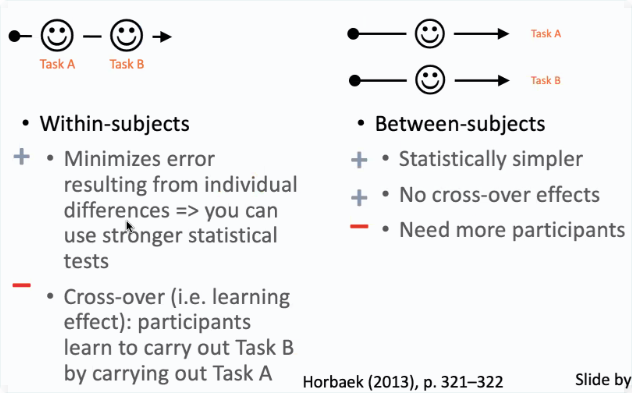 Task A
Task B
• Within-subjects
+ • Minimizes error
resulting from individual
differences => you can
use stronger statistical
tests
− • Cross-over (i.e. learning
effect): participants
learn to carry out Task B
by carrying out Task A
Task A
Task B
• Between-subjects
+ • Statistically simpler
+ • No cross-over effects
− • Need more participants
Horbaek (2013), p. 321–322
Slide by